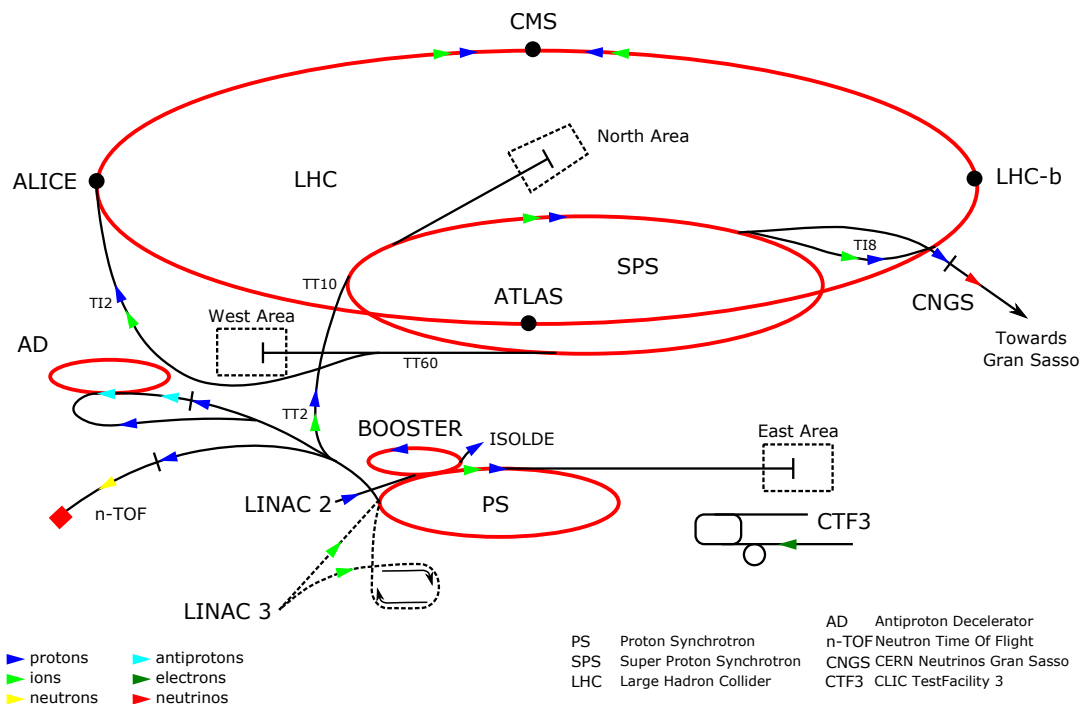 CMS
North Area
ALICE
LHC
LHC-b
TI8
SPS
TT10
TI2
ATLAS
CNGS
West Area
Towards
Gran Sasso
AD
TT60
TT2
BOOSTER
ISOLDE
East Area
LINAC 2
PS
n-TOF
CTF3
LINAC 3
protons
antiprotons
ions
electrons
neutrons
neutrinos
PS Proton Synchrotron
SPS Super Proton Synchrotron
LHC Large Hadron Collider
AD Antiproton Decelerator
n-TOF Neutron Time Of Flight
CNGS CERN Neutrinos Gran Sasso
CTF3 CLIC TestFacility 3